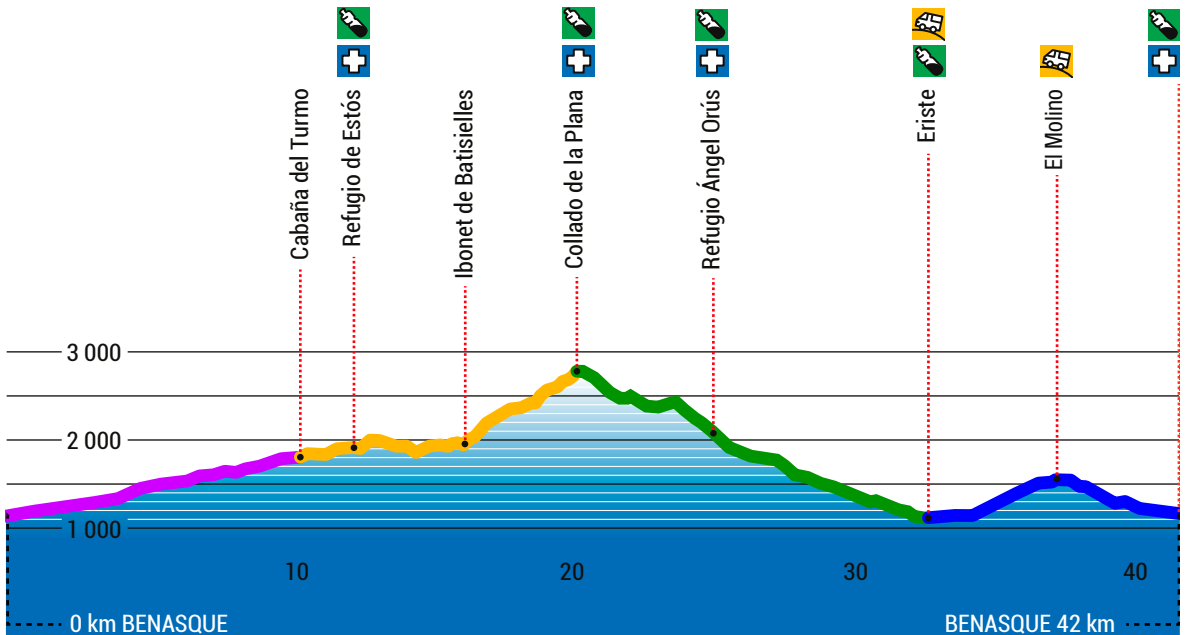 Cabaña del Turmo
Refugio de Estós
Ibonet de Batisielles
Collado de la Plana
Refugio Ángel Orús
Eriste
El Molino
3 000
2 000
1 000
10
20
30
40
0 km BENASQUE
BENASQUE 42 km